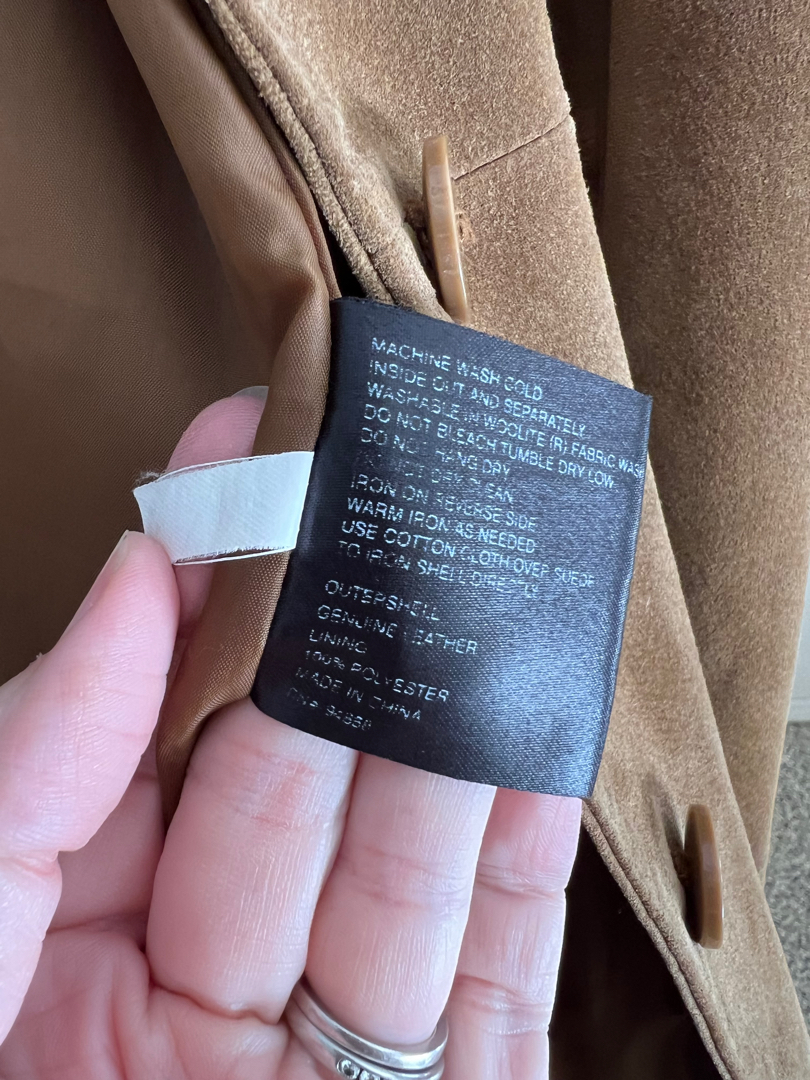 MACHINE WASH COLD
INSIDE OUT AND SEPARATELY
WASHABLE IN WOOLITE (R) FABRIC WASH
DO NOT BLEACH TUMBLE DRY LOW
DO NOT HANG DRY
DO NOT DRY CLEAN
IRON ON REVERSE SIDE
WARM IRON AS NEEDED
USE COTTON CLOTH OVER SUEDE
TO IRON SHELL DIRECTLY
OUTERSHELL
GENUINE LEATHER
LINING
100% POLYESTER
MADE IN CHINA